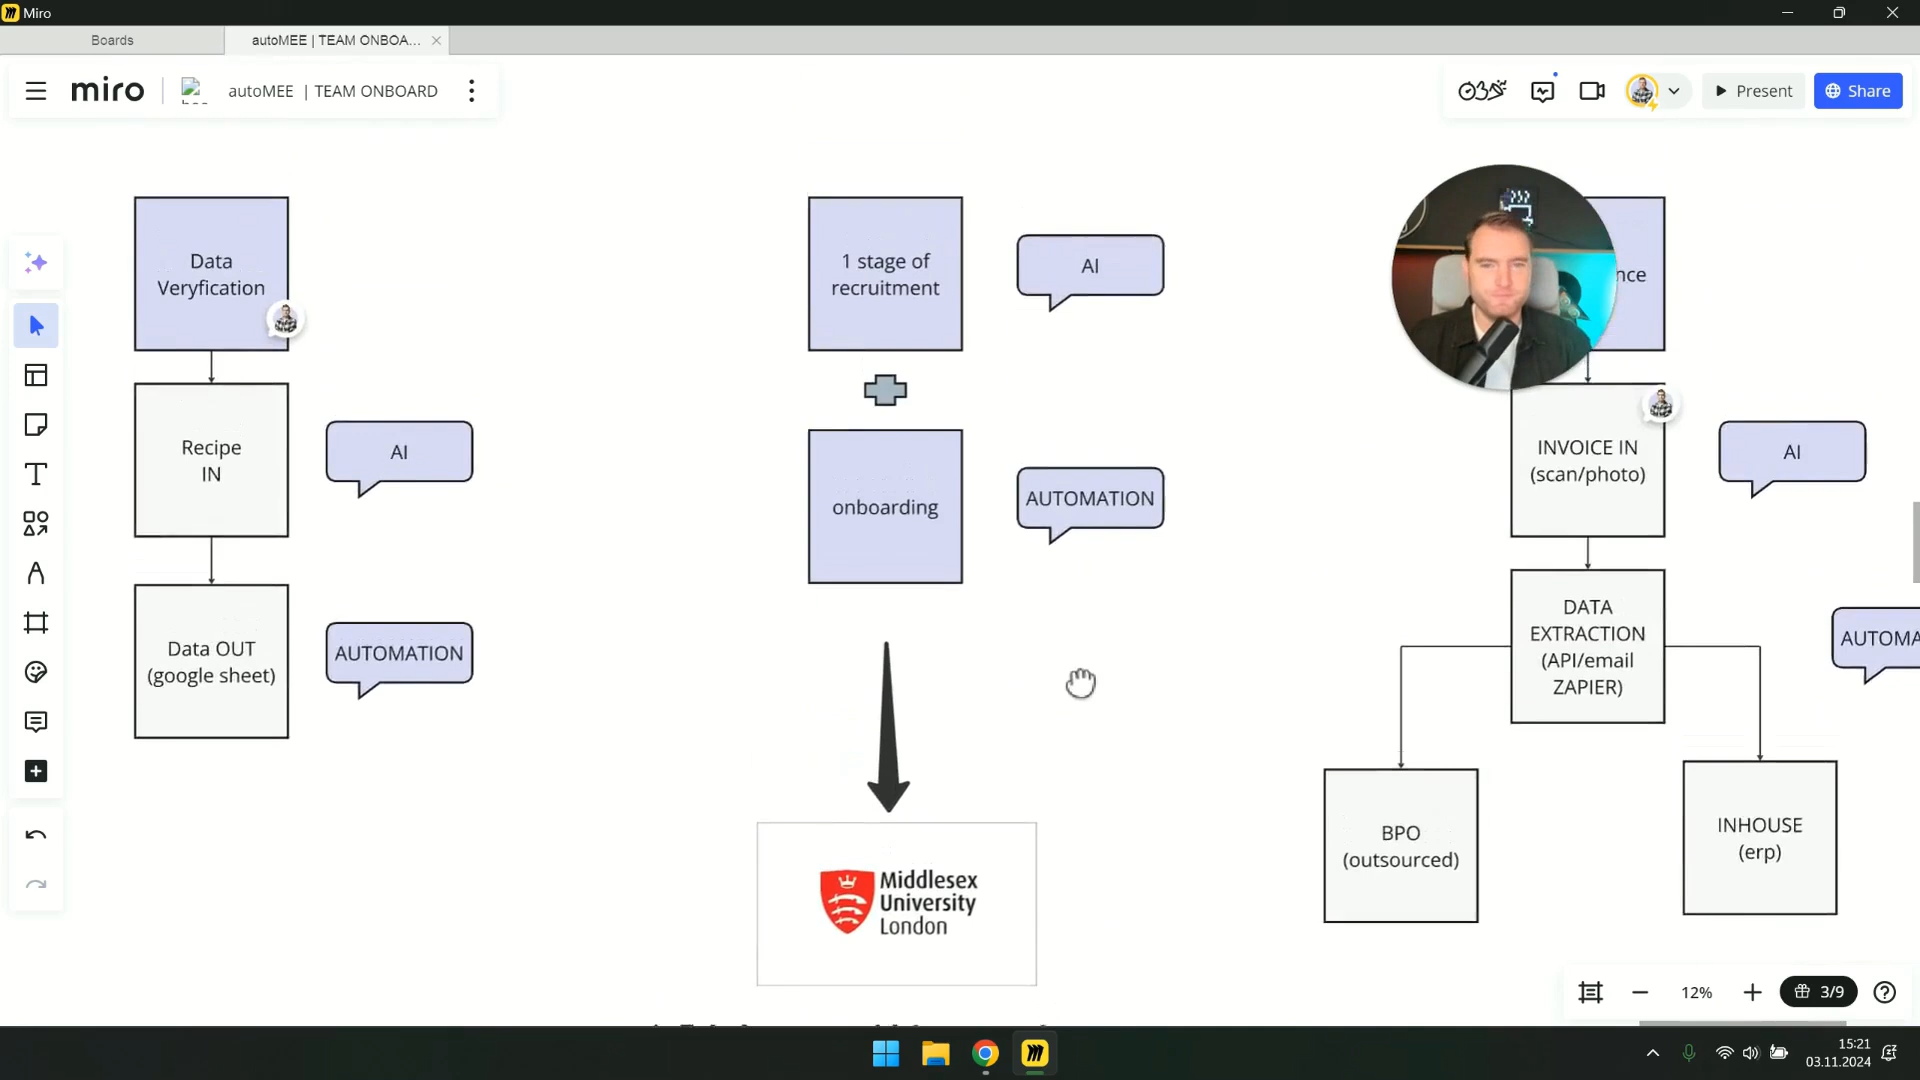 Miro
Boards
autoMEE | TEAM ONBOA...
miro
autoMEE | TEAM ONBOARD
Present
Share
Data
Veryfication
Recipe
IN
AI
Data OUT
(google sheet)
AUTOMATION
1 stage of
recruitment
AI
onboarding
AUTOMATION
Middlesex
University
London
nce
INVOICE IN
(scan/photo)
AI
DATA
EXTRACTION
(API/email
ZAPIER)
AUTOMA
BPO
(outsourced)
INHOUSE
(erp)
12%
3/9
15:21
03.11.2024